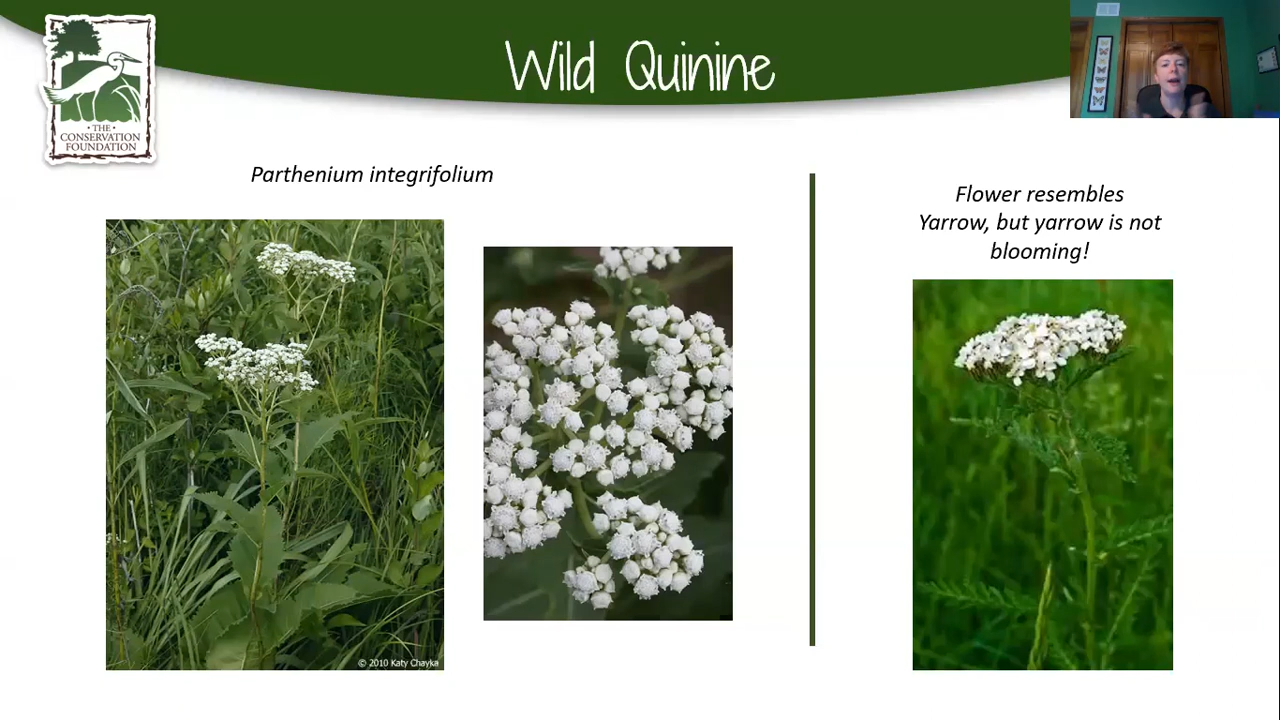 Wild Quinine
• THE •
CONSERVATION
FOUNDATION
Parthenium integrifolium
Flower resembles
Yarrow, but yarrow is not
blooming!
© 2010 Katy Chayka